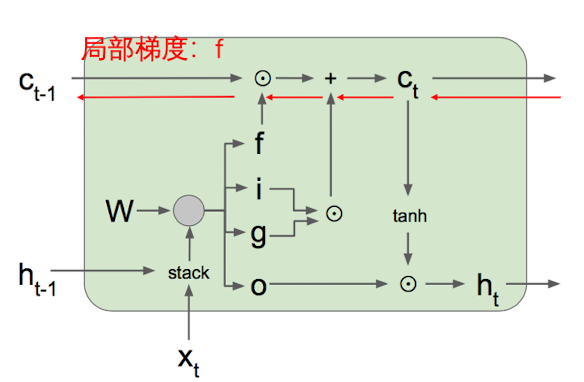 局部梯度：f
c_{t-1}
⊙
+
c_t
f
i
W
⊙
tanh
g
h_{t-1}
stack
o
⊙
h_t
x_t